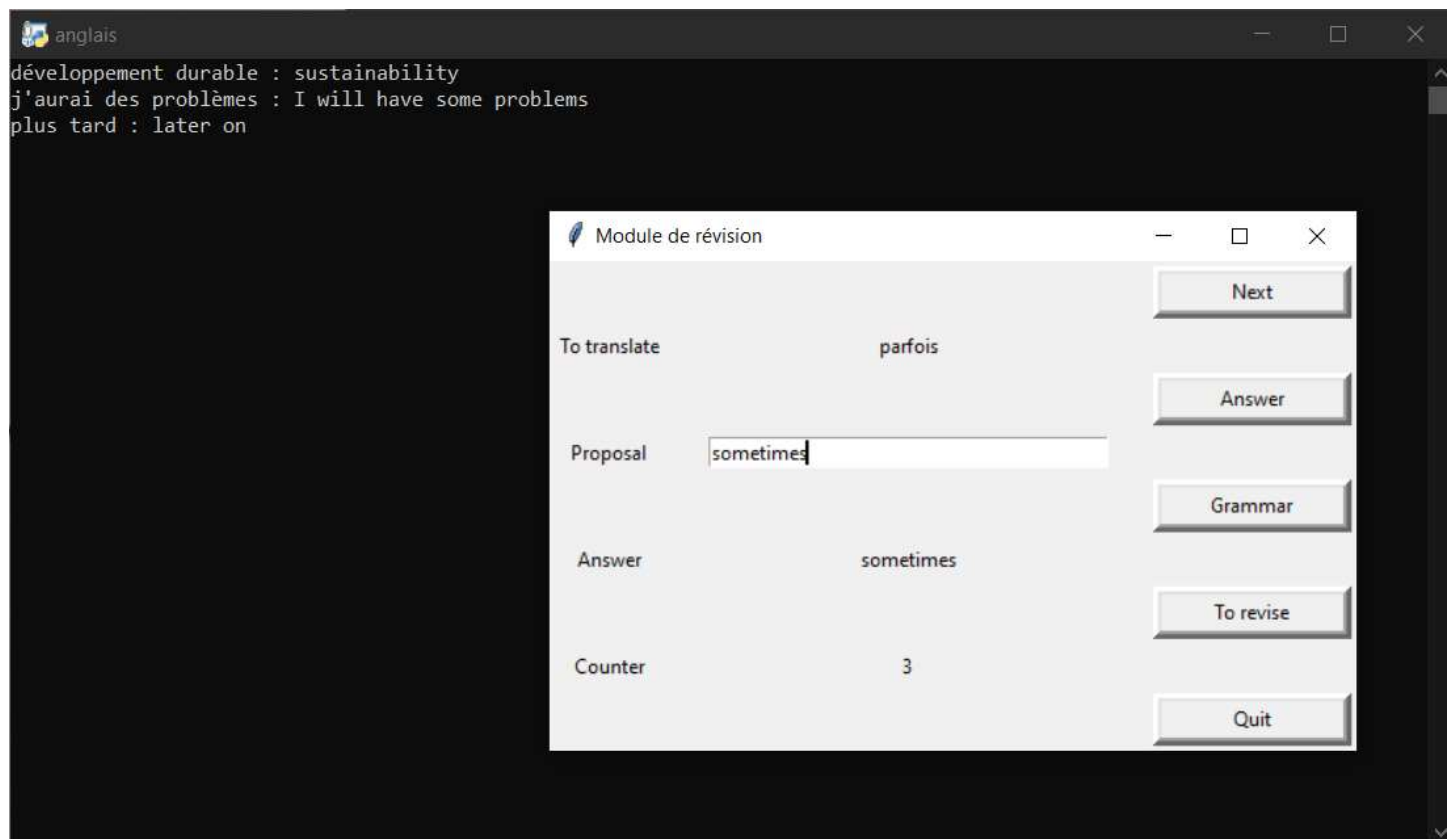 anglais
développement durable : sustainability
j'aurai des problèmes : I will have some problems
plus tard : later on
Module de révision
Next
To translate parfois
Answer
Proposal sometimes
Grammar
Answer sometimes
To revise
Counter 3
Quit